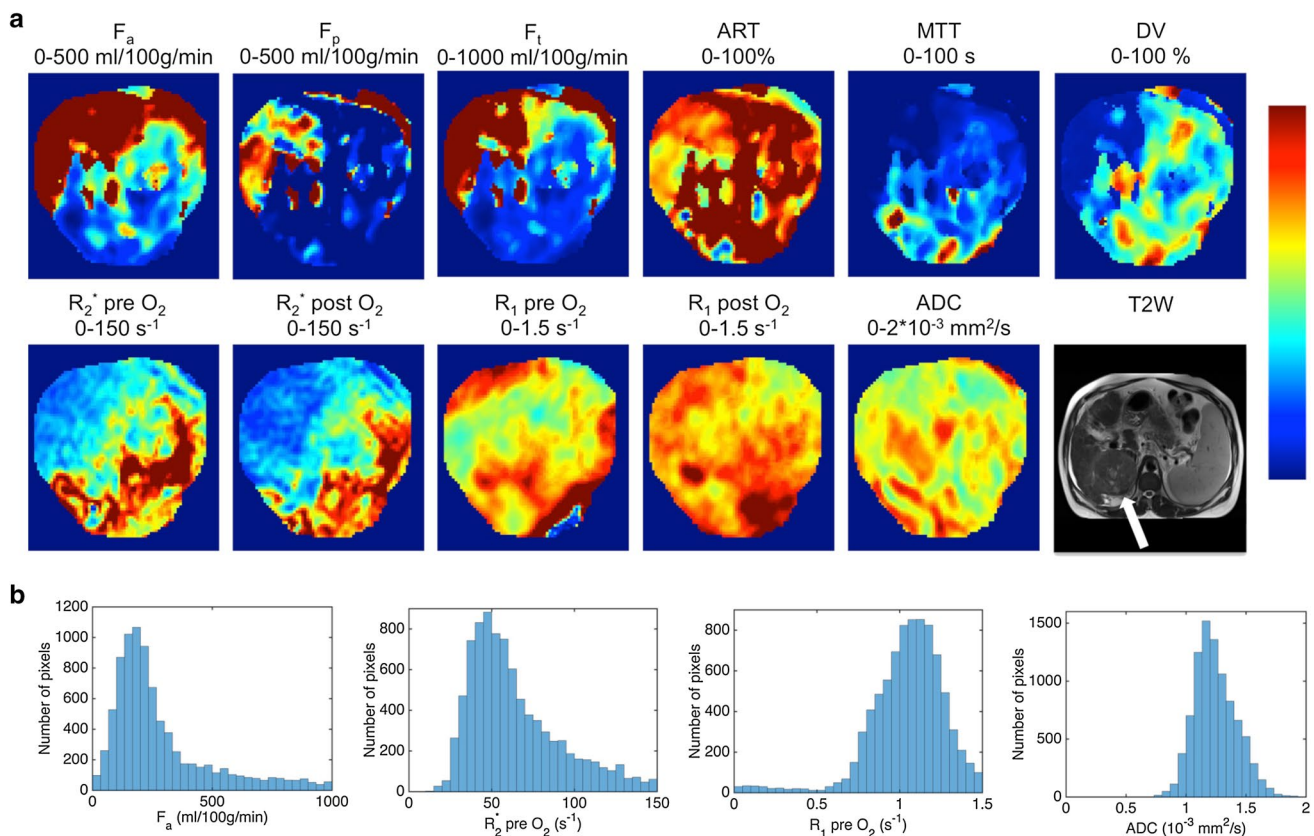 a
Fa Fp Ft ART MTT DV
0-500 ml/100g/min 0-500 ml/100g/min 0-1000 ml/100g/min 0-100% 0-100 s 0-100 %
R2* pre O2 R2* post O2 R1 pre O2 R1 post O2 ADC T2W
0-150 s-1 0-150 s-1 0-1.5 s-1 0-1.5 s-1 0-2*10-3 mm2/s
b
Number of pixels
1200
1000
800
600
400
200
0
0 500 1000
Fa (ml/100g/min)
Number of pixels
800
600
400
200
0
0 50 100 150
R2* pre O2 (s-1)
Number of pixels
800
600
400
200
0
0 0.5 1 1.5
R1 pre O2 (s-1)
Number of pixels
1500
1000
500
0
0 0.5 1 1.5 2
ADC (10-3 mm2/s)